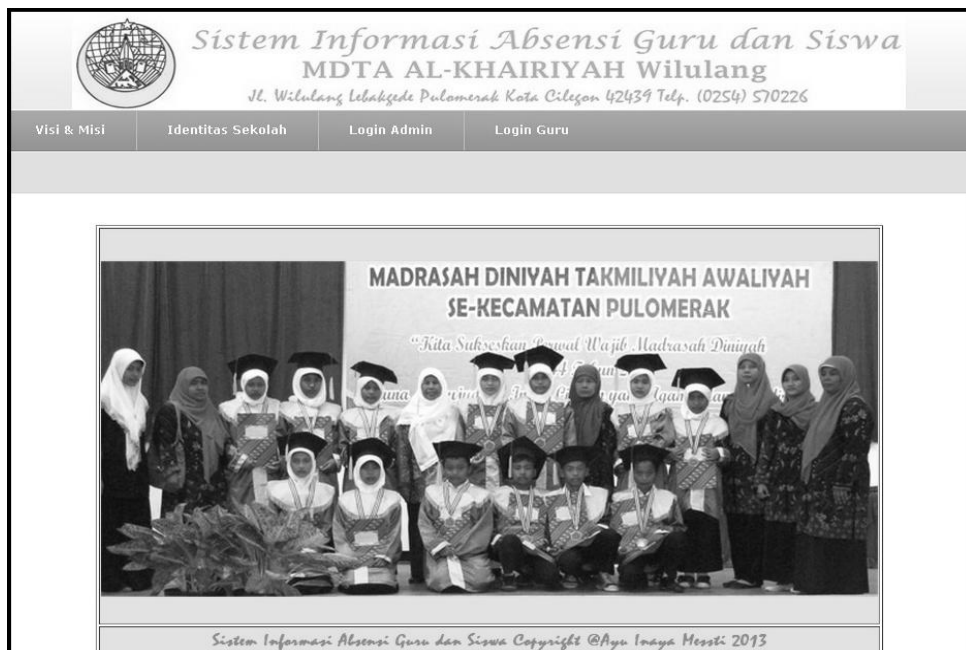 Sistem Informasi Absensi Guru dan Siswa
MDTA AL-KHAIRIYAH Wilulang
Jl. Wilulang Lebakgede Pulomerak Kota Cilegon 42439 Telp. (0254) 570226
Visi & Misi Identitas Sekolah Login Admin Login Guru
MADRASAH DINIYAH TAKMILIYAH AWALIYAH
SE-KECAMATAN PULOMERAK
"Kita Sukseskan Perwal Wajib Madrasah Diniyah
Sistem Informasi Absensi Guru dan Siswa Copyright @Ayu Inaya Messti 2013